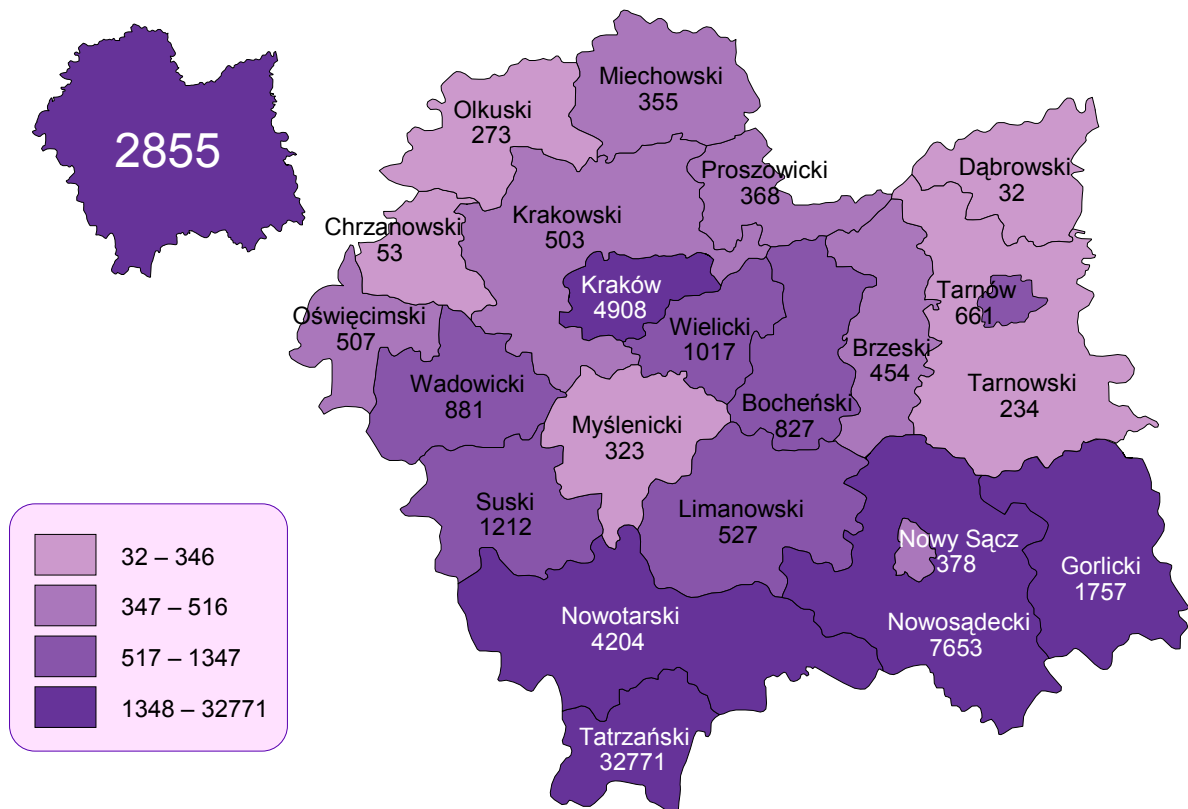 2855
Miechowski
355
Olkuski
273
Proszowicki
368
Dąbrowski
32
Chrzanowski
53
Krakowski
503
Kraków
4908
Tarnów
661
Oświęcimski
507
Wielicki
1017
Brzeski
454
Wadowicki
881
Bocheński
827
Tarnowski
234
Myślenicki
323
Suski
1212
Limanowski
527
Nowy Sącz
378
Gorlicki
1757
Nowotarski
4204
Nowosądecki
7653
Tatrzański
32771
32 – 346
347 – 516
517 – 1347
1348 – 32771